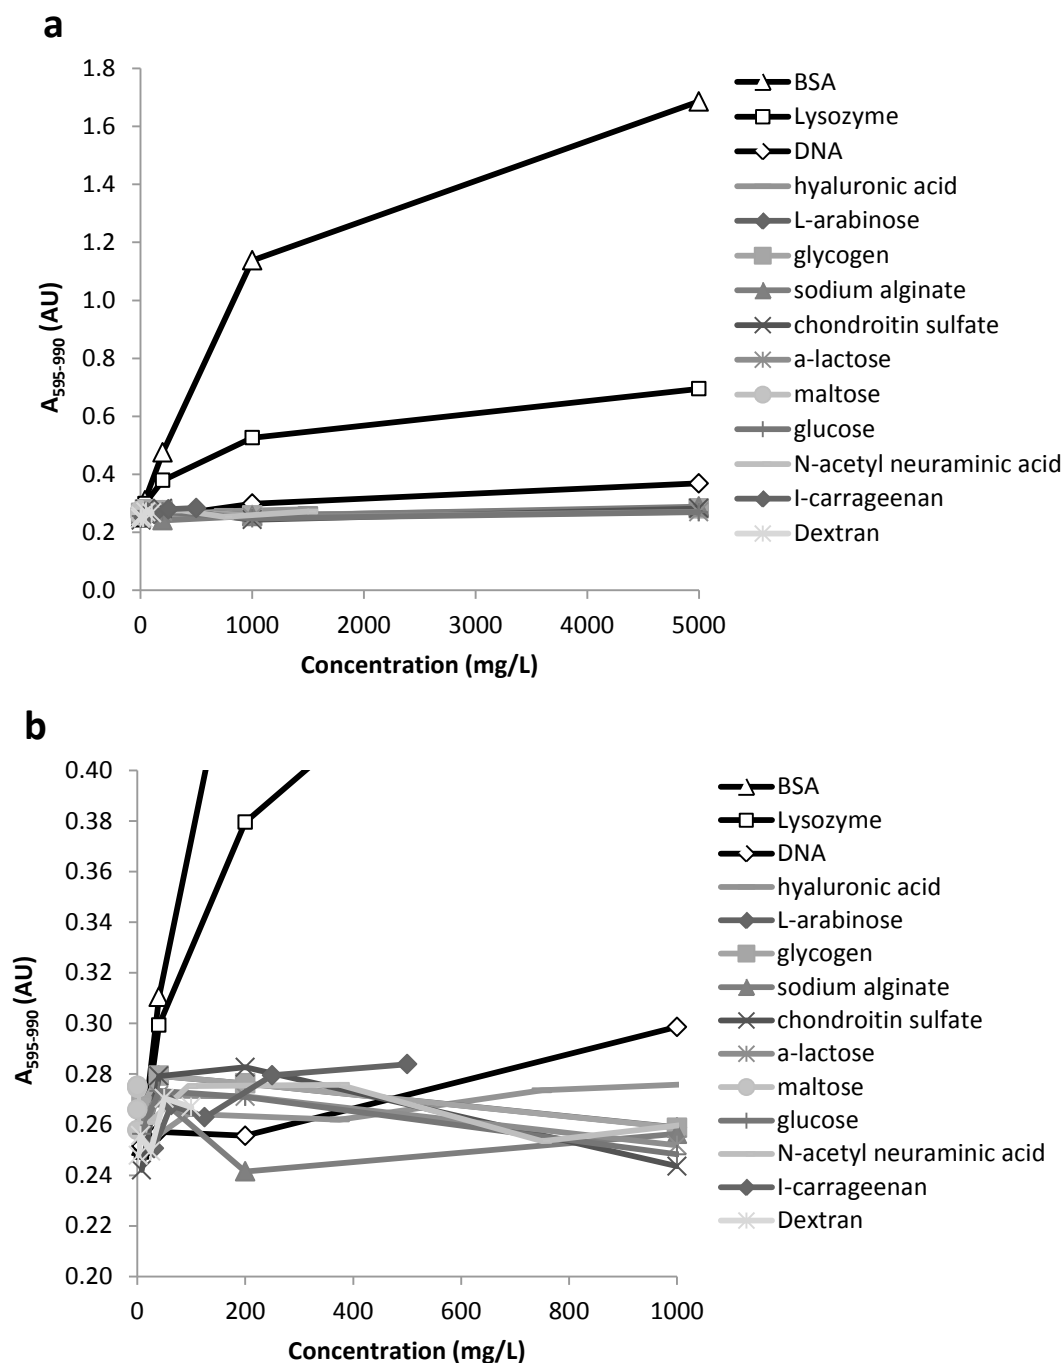 a
1.8
1.6
1.4
1.2
1.0
0.8
0.6
0.4
0.2
0.0
A595-990 (AU)
0 1000 2000 3000 4000 5000
Concentration (mg/L)
BSA
Lysozyme
DNA
hyaluronic acid
L-arabinose
glycogen
sodium alginate
chondroitin sulfate
a-lactose
maltose
glucose
N-acetyl neuraminic acid
I-carrageenan
Dextran
b
0.40
0.38
0.36
0.34
0.32
0.30
0.28
0.26
0.24
0.22
0.20
A595-990 (AU)
0 200 400 600 800 1000
Concentration (mg/L)
BSA
Lysozyme
DNA
hyaluronic acid
L-arabinose
glycogen
sodium alginate
chondroitin sulfate
a-lactose
maltose
glucose
N-acetyl neuraminic acid
I-carrageenan
Dextran